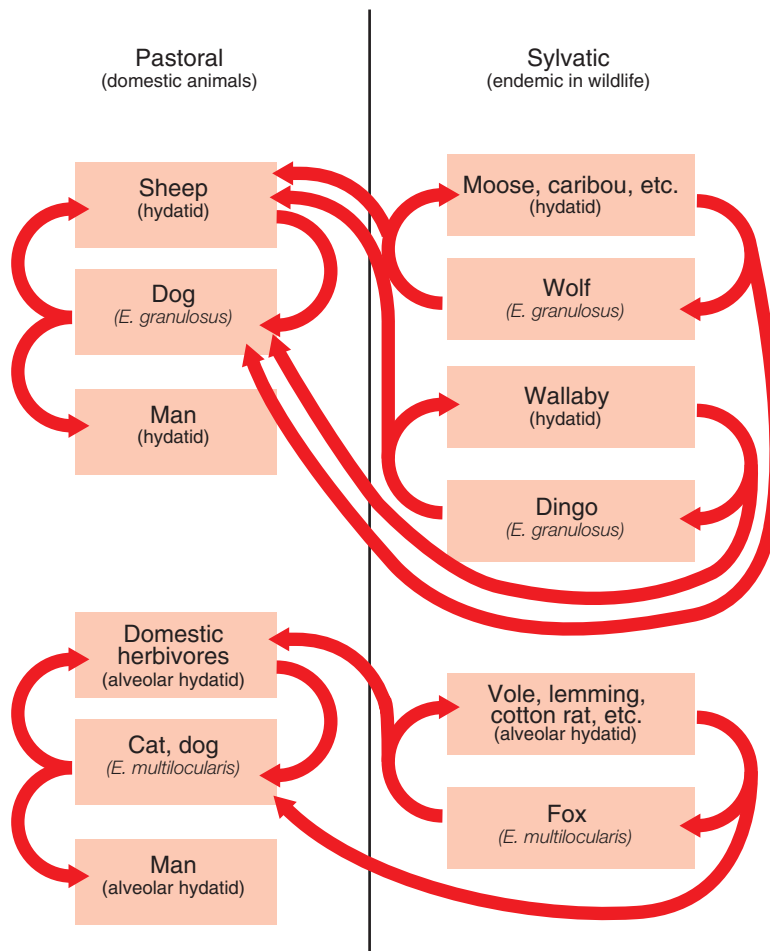 Pastoral
(domestic animals)
Sylvatic
(endemic in wildlife)
Sheep
(hydatid)
Dog
(E. granulosus)
Man
(hydatid)
Moose, caribou, etc.
(hydatid)
Wolf
(E. granulosus)
Wallaby
(hydatid)
Dingo
(E. granulosus)
Domestic
herbivores
(alveolar hydatid)
Cat, dog
(E. multilocularis)
Man
(alveolar hydatid)
Vole, lemming,
cotton rat, etc.
(alveolar hydatid)
Fox
(E. multilocularis)